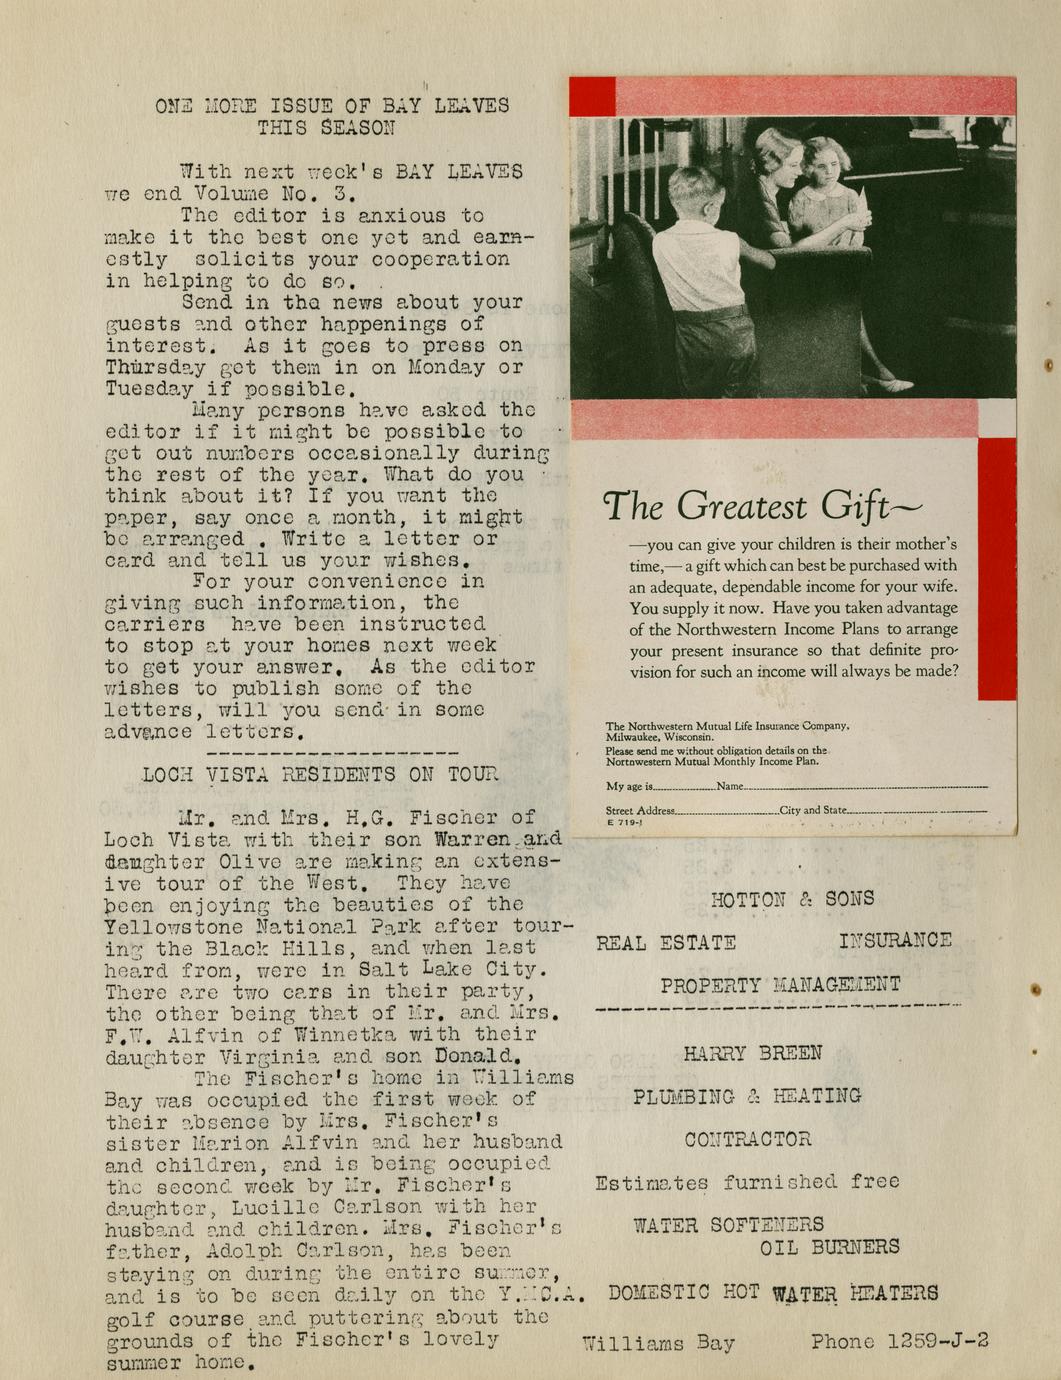 ONE MORE ISSUE OF BAY LEAVES
THIS SEASON
With next week's BAY LEAVES
we end Volume No. 3.
The editor is anxious to
make it the best one yet and earn-
estly solicits your cooperation
in helping to do so.
Send in tha news about your
guests and other happenings of
interest. As it goes to press on
Thursday get them in on Monday or
Tuesday if possible.
Many persons have asked the
editor if it might be possible to
get out numbers occasionally during
the rest of the year. What do you
think about it? If you want the
paper, say once a month, it might
be arranged . Write a letter or
card and tell us your wishes.
For your convenience in
giving such information, the
carriers have been instructed
to stop at your homes next week
to get your answer. As the editor
wishes to publish some of the
letters, will you send in some
advance letters.
--------------------
LOCH VISTA RESIDENTS ON TOUR
Mr. and Mrs. H.G. Fischer of
Loch Vista with their son Warren and
daughter Olive are making an extens-
ive tour of the West. They have
been enjoying the beauties of the
Yellowstone National Park after tour-
ing the Black Hills, and when last
heard from, were in Salt Lake City.
There are two cars in their party,
the other being that of Mr. and Mrs.
F.W. Alfvin of Winnetka with their
daughter Virginia and son Donald.
The Fischer's home in Williams
Bay was occupied the first week of
their absence by Mrs. Fischer's
sister Marion Alfvin and her husband
and children, and is being occupied
the second week by Mr. Fischer's
daughter, Lucille Carlson with her
husband and children. Mrs. Fischer's
father, Adolph Carlson, has been
staying on during the entire summer,
and is to be seen daily on the Y.M.C.A.
golf course and puttering about the
grounds of the Fischer's lovely
summer home.
The Greatest Gift~
—you can give your children is their mother's
time,— a gift which can best be purchased with
an adequate, dependable income for your wife.
You supply it now. Have you taken advantage
of the Northwestern Income Plans to arrange
your present insurance so that definite pro-
vision for such an income will always be made?
The Northwestern Mutual Life Insurance Company,
Milwaukee, Wisconsin.
Please send me without obligation details on the
Northwestern Mutual Monthly Income Plan.
My age is..........Name..........
Street Address..........City and State..........
E 719-J
HOTTON & SONS
REAL ESTATE INSURANCE
PROPERTY MANAGEMENT
--------------------
HARRY BREEN
PLUMBING & HEATING
CONTRACTOR
Estimates furnished free
WATER SOFTENERS
OIL BURNERS
DOMESTIC HOT WATER HEATERS
Williams Bay Phone 1259-J-2